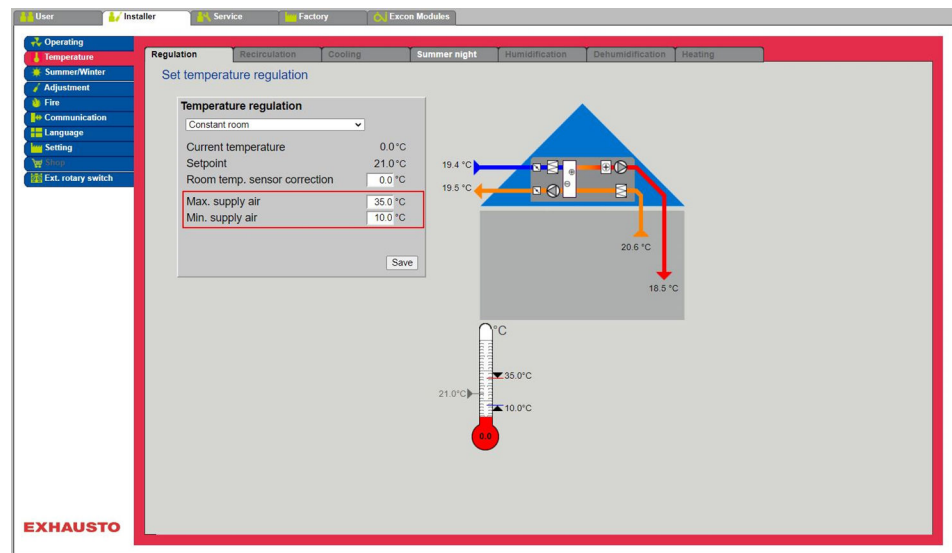 User Installer Service Factory Excon Modules
Operating
Temperature
Summer/Winter
Adjustment
Fire
Communication
Language
Setting
Shop
Ext. rotary switch
Regulation Recirculation Cooling Summer night Humidification Dehumidification Heating
Set temperature regulation
Temperature regulation
Constant room
Current temperature 0.0°C
Setpoint 21.0°C
Room temp. sensor correction 0.0 °C
Max. supply air 35.0 °C
Min. supply air 10.0 °C
Save
19.4 °C
19.5 °C
20.6 °C
18.5 °C
°C
35.0°C
21.0°C
10.0°C
0.0
EXHAUSTO